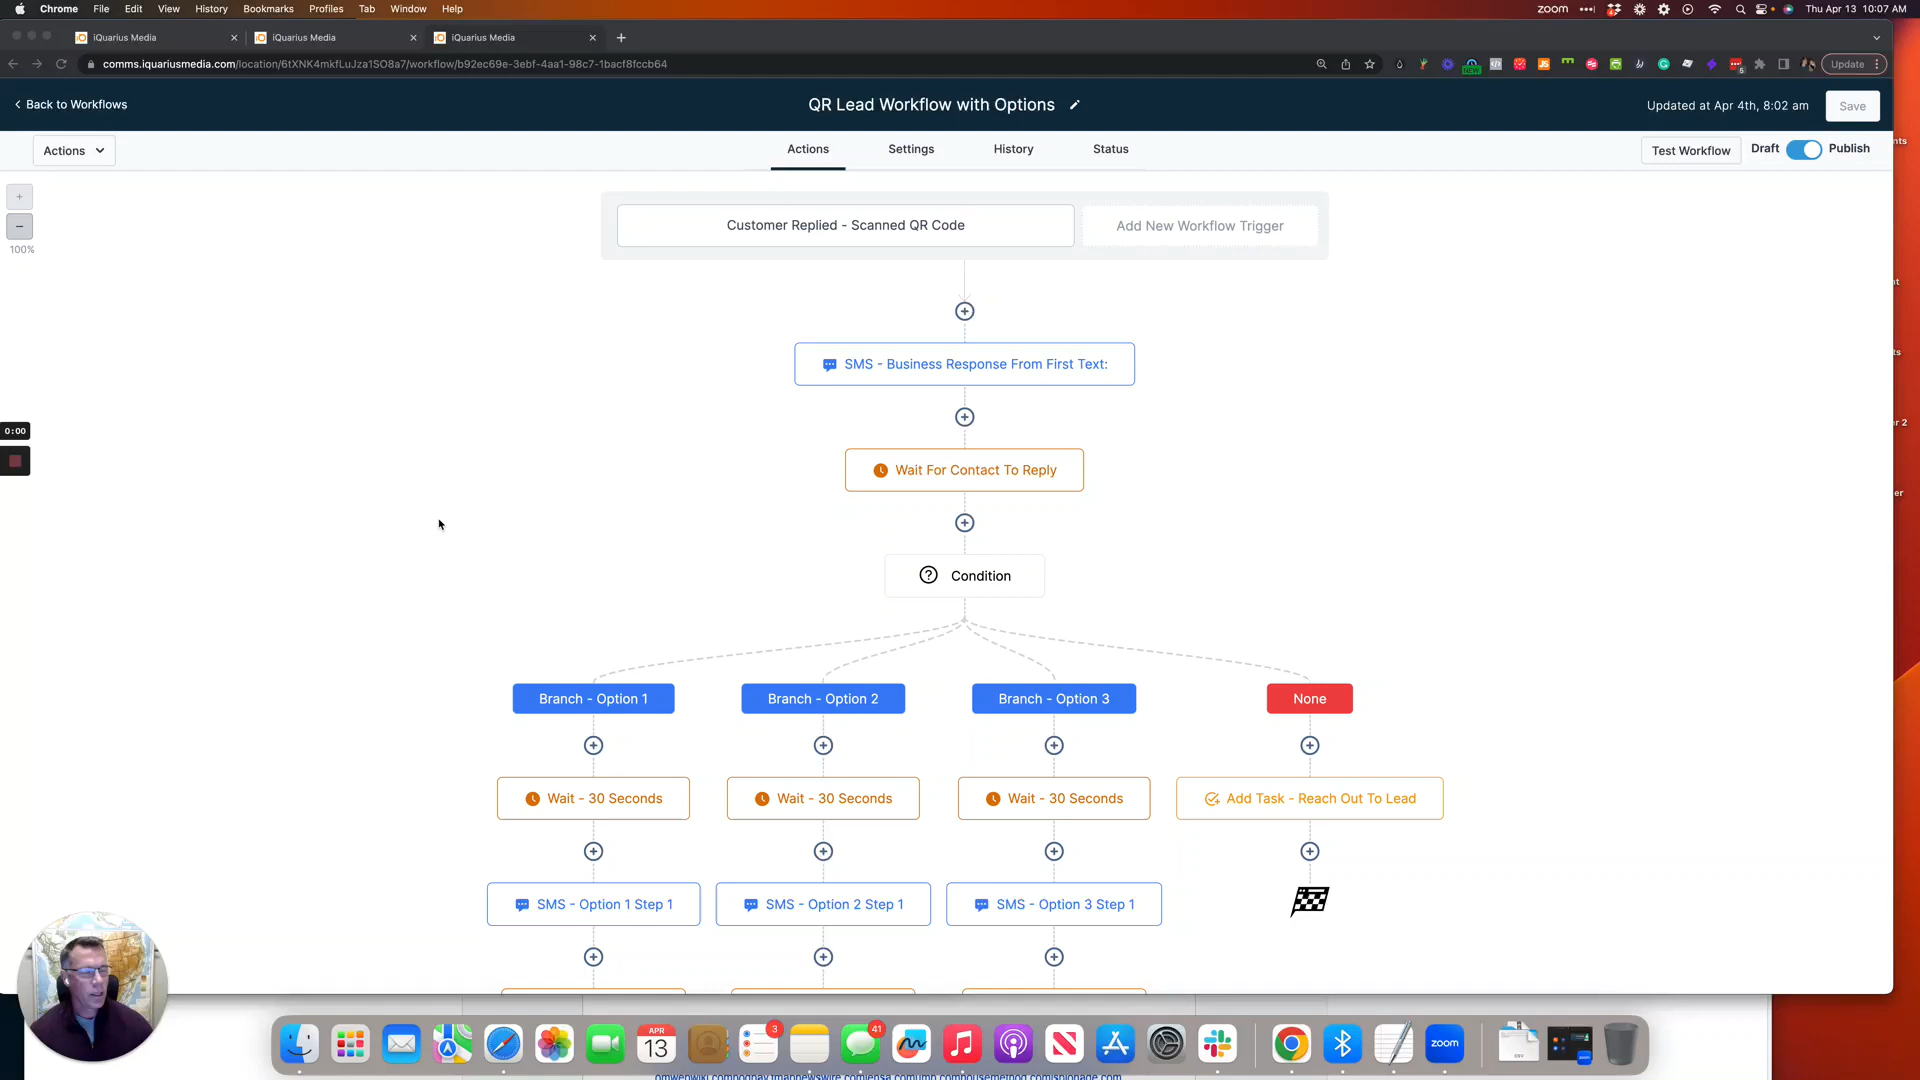 Chrome File Edit View History Bookmarks Profiles Tab Window Help
zoom Thu Apr 13 10:07 AM
iQuarius Media iQuarius Media iQuarius Media
comms.iquariusmedia.com/location/6tXNK4mkfLuJza1SO8a7/workflow/b92ec69e-3ebf-4aa1-98c7-1bacf8fccb64
Update
Back to Workflows
QR Lead Workflow with Options
Updated at Apr 4th, 8:02 am
Save
Actions
Actions Settings History Status
Test Workflow
Draft Publish
100%
Customer Replied - Scanned QR Code
Add New Workflow Trigger
SMS - Business Response From First Text:
0:00
Wait For Contact To Reply
Condition
Branch - Option 1 Branch - Option 2 Branch - Option 3 None
Wait - 30 Seconds Wait - 30 Seconds Wait - 30 Seconds Add Task - Reach Out To Lead
SMS - Option 1 Step 1 SMS - Option 2 Step 1 SMS - Option 3 Step 1
APR
13
3
41
zoom